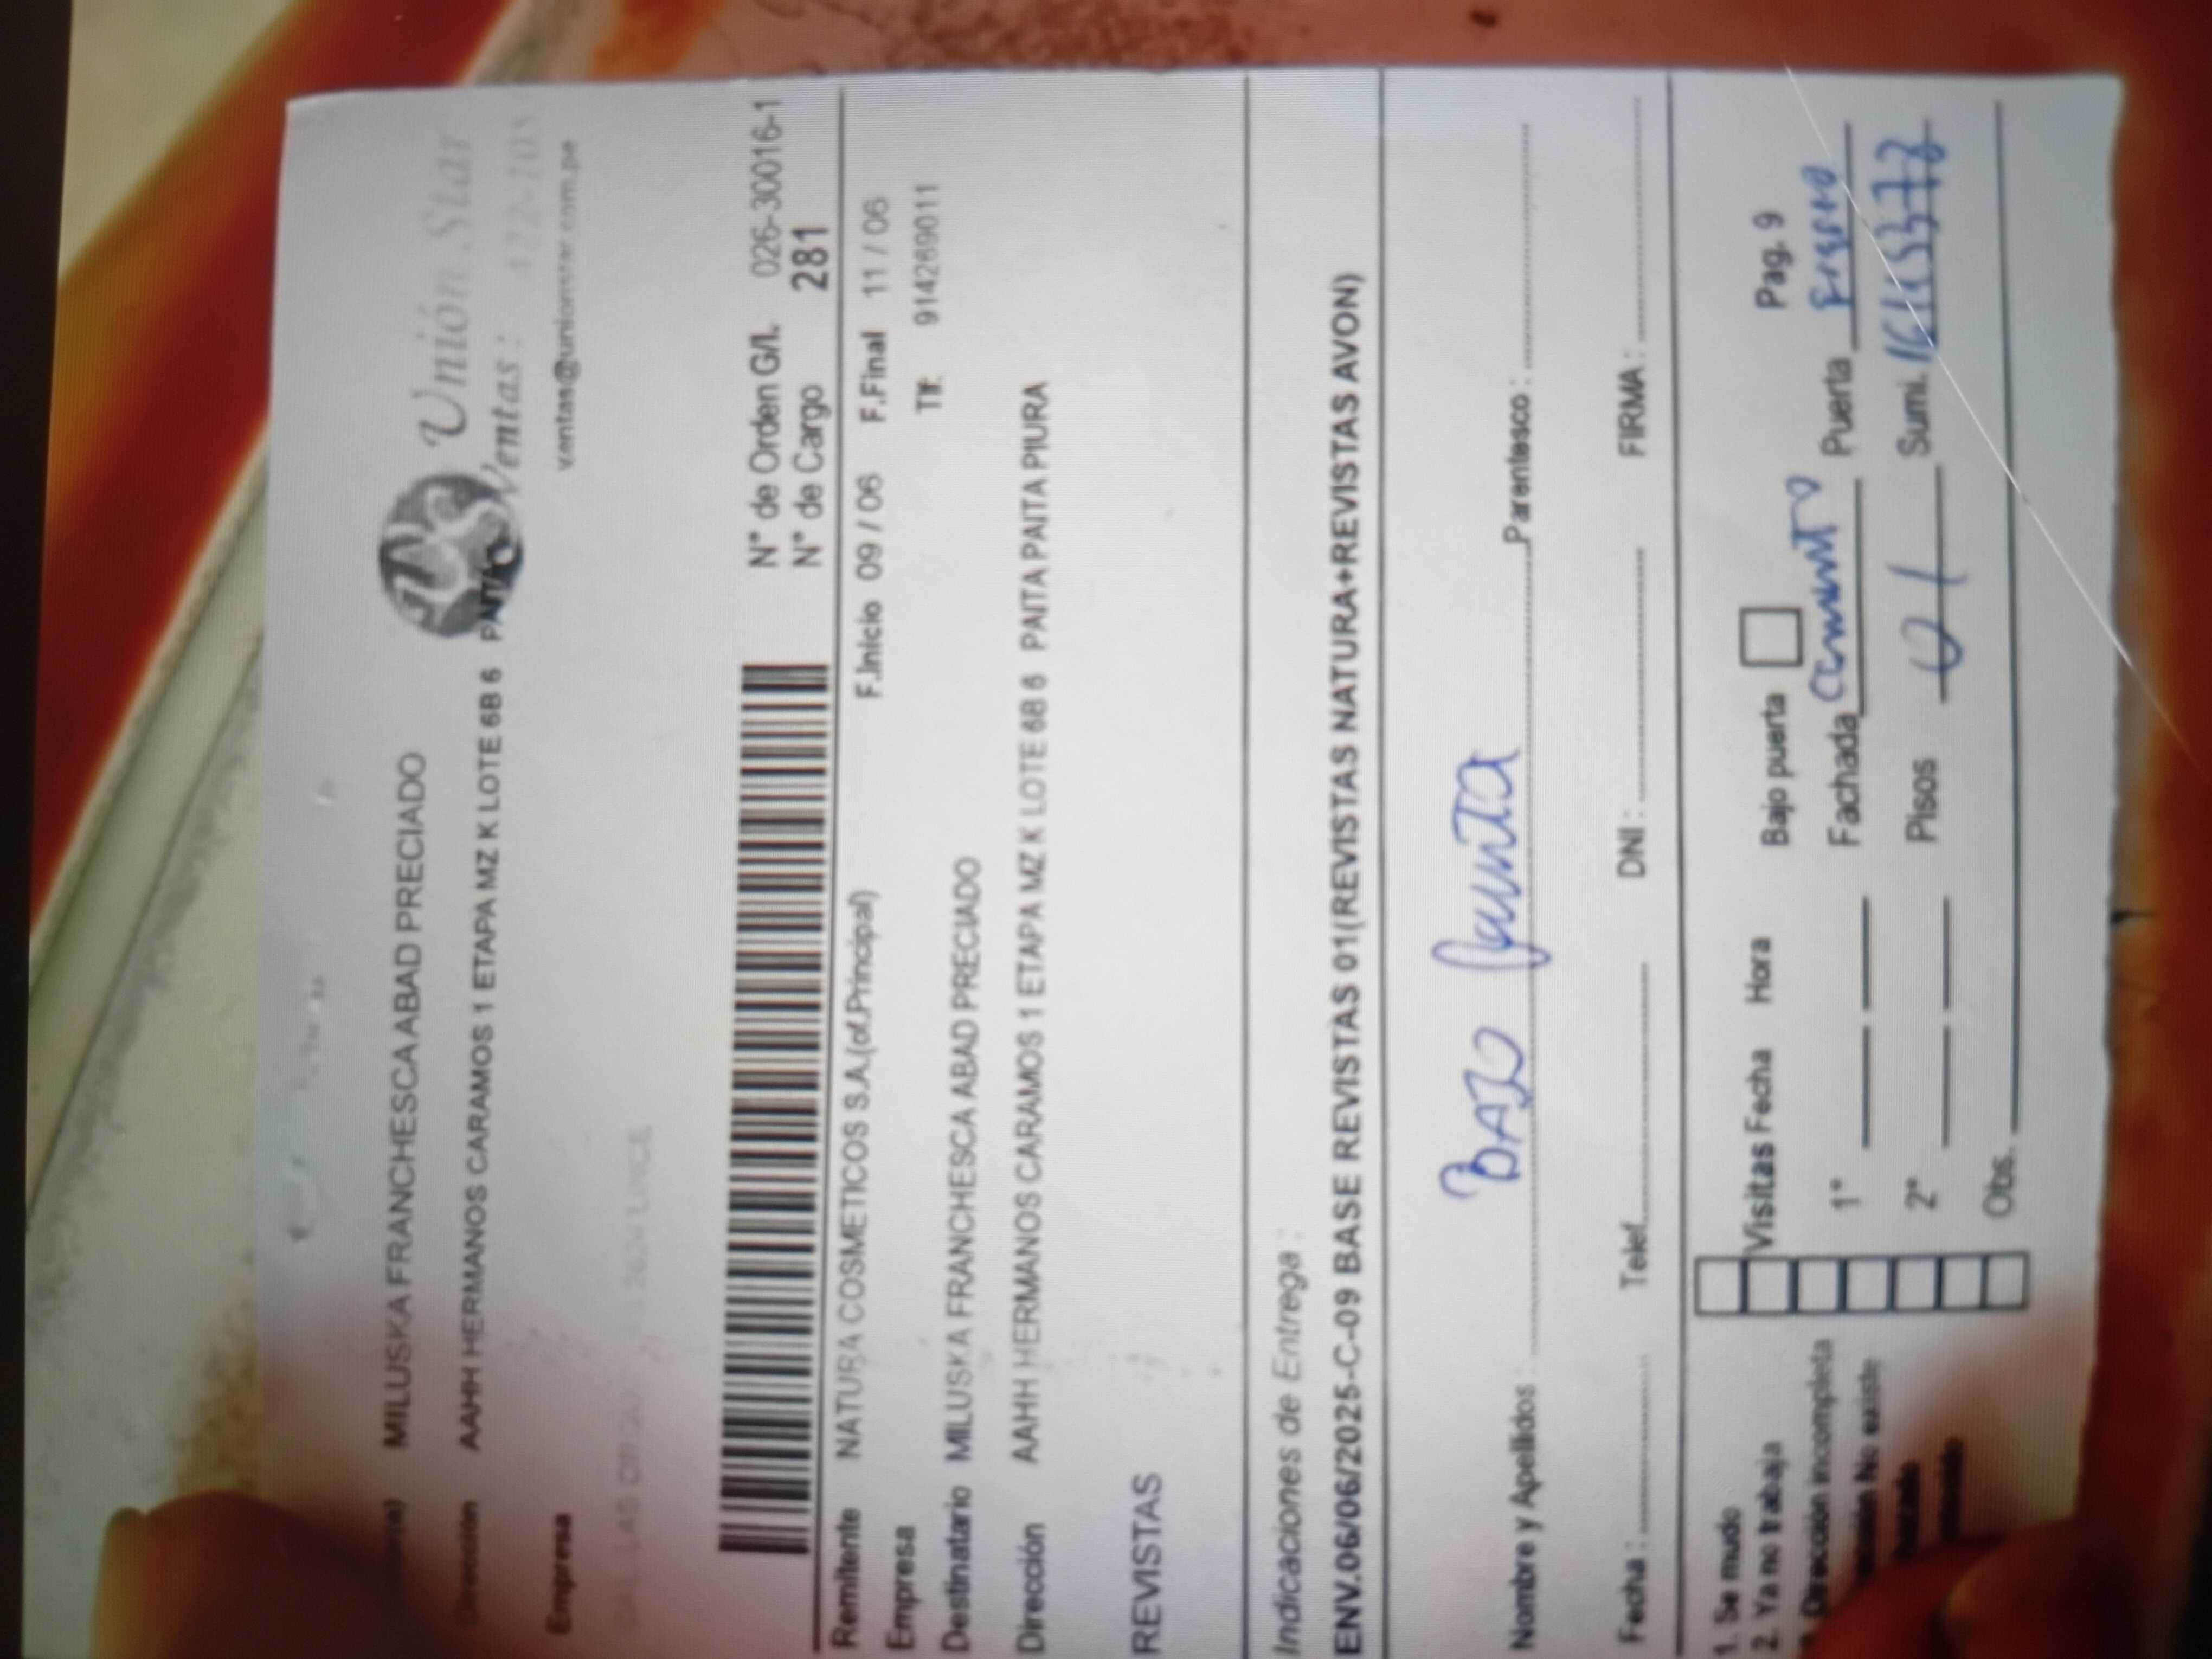 Unión Star
Ventas :
ventas@unionstar.com.pe
MILUSKA FRANCHESCA ABAD PRECIADO
Dirección AAHH HERMANOS CARAMOS 1 ETAPA MZ K LOTE 6B 6 PAITA
Empresa
N° de Orden G/L 026-30016-1
N° de Cargo 281
Remitente NATURA COSMETICOS S.A.(of.Principal) F.Inicio 09 / 06 F.Final 11 / 06
Empresa Tlf: 914269011
Destinatario MILUSKA FRANCHESCA ABAD PRECIADO
Dirección AAHH HERMANOS CARAMOS 1 ETAPA MZ K LOTE 6B 6 PAITA PAITA PIURA
REVISTAS
Indicaciones de Entrega :
ENV.06/06/2025-C-09 BASE REVISTAS 01(REVISTAS NATURA+REVISTAS AVON)
BAJO Puerta
Nombre y Apellidos : Parentesco :
Fecha : Telef. DNI : FIRMA :
1. Se mudo
2. Ya no trabaja Visitas Fecha Hora Bajo puerta Pag. 9
Dirección incompleta 1° Fachada Cemento Puerta
No existe 2° Pisos 01 Sumi.
Obs.